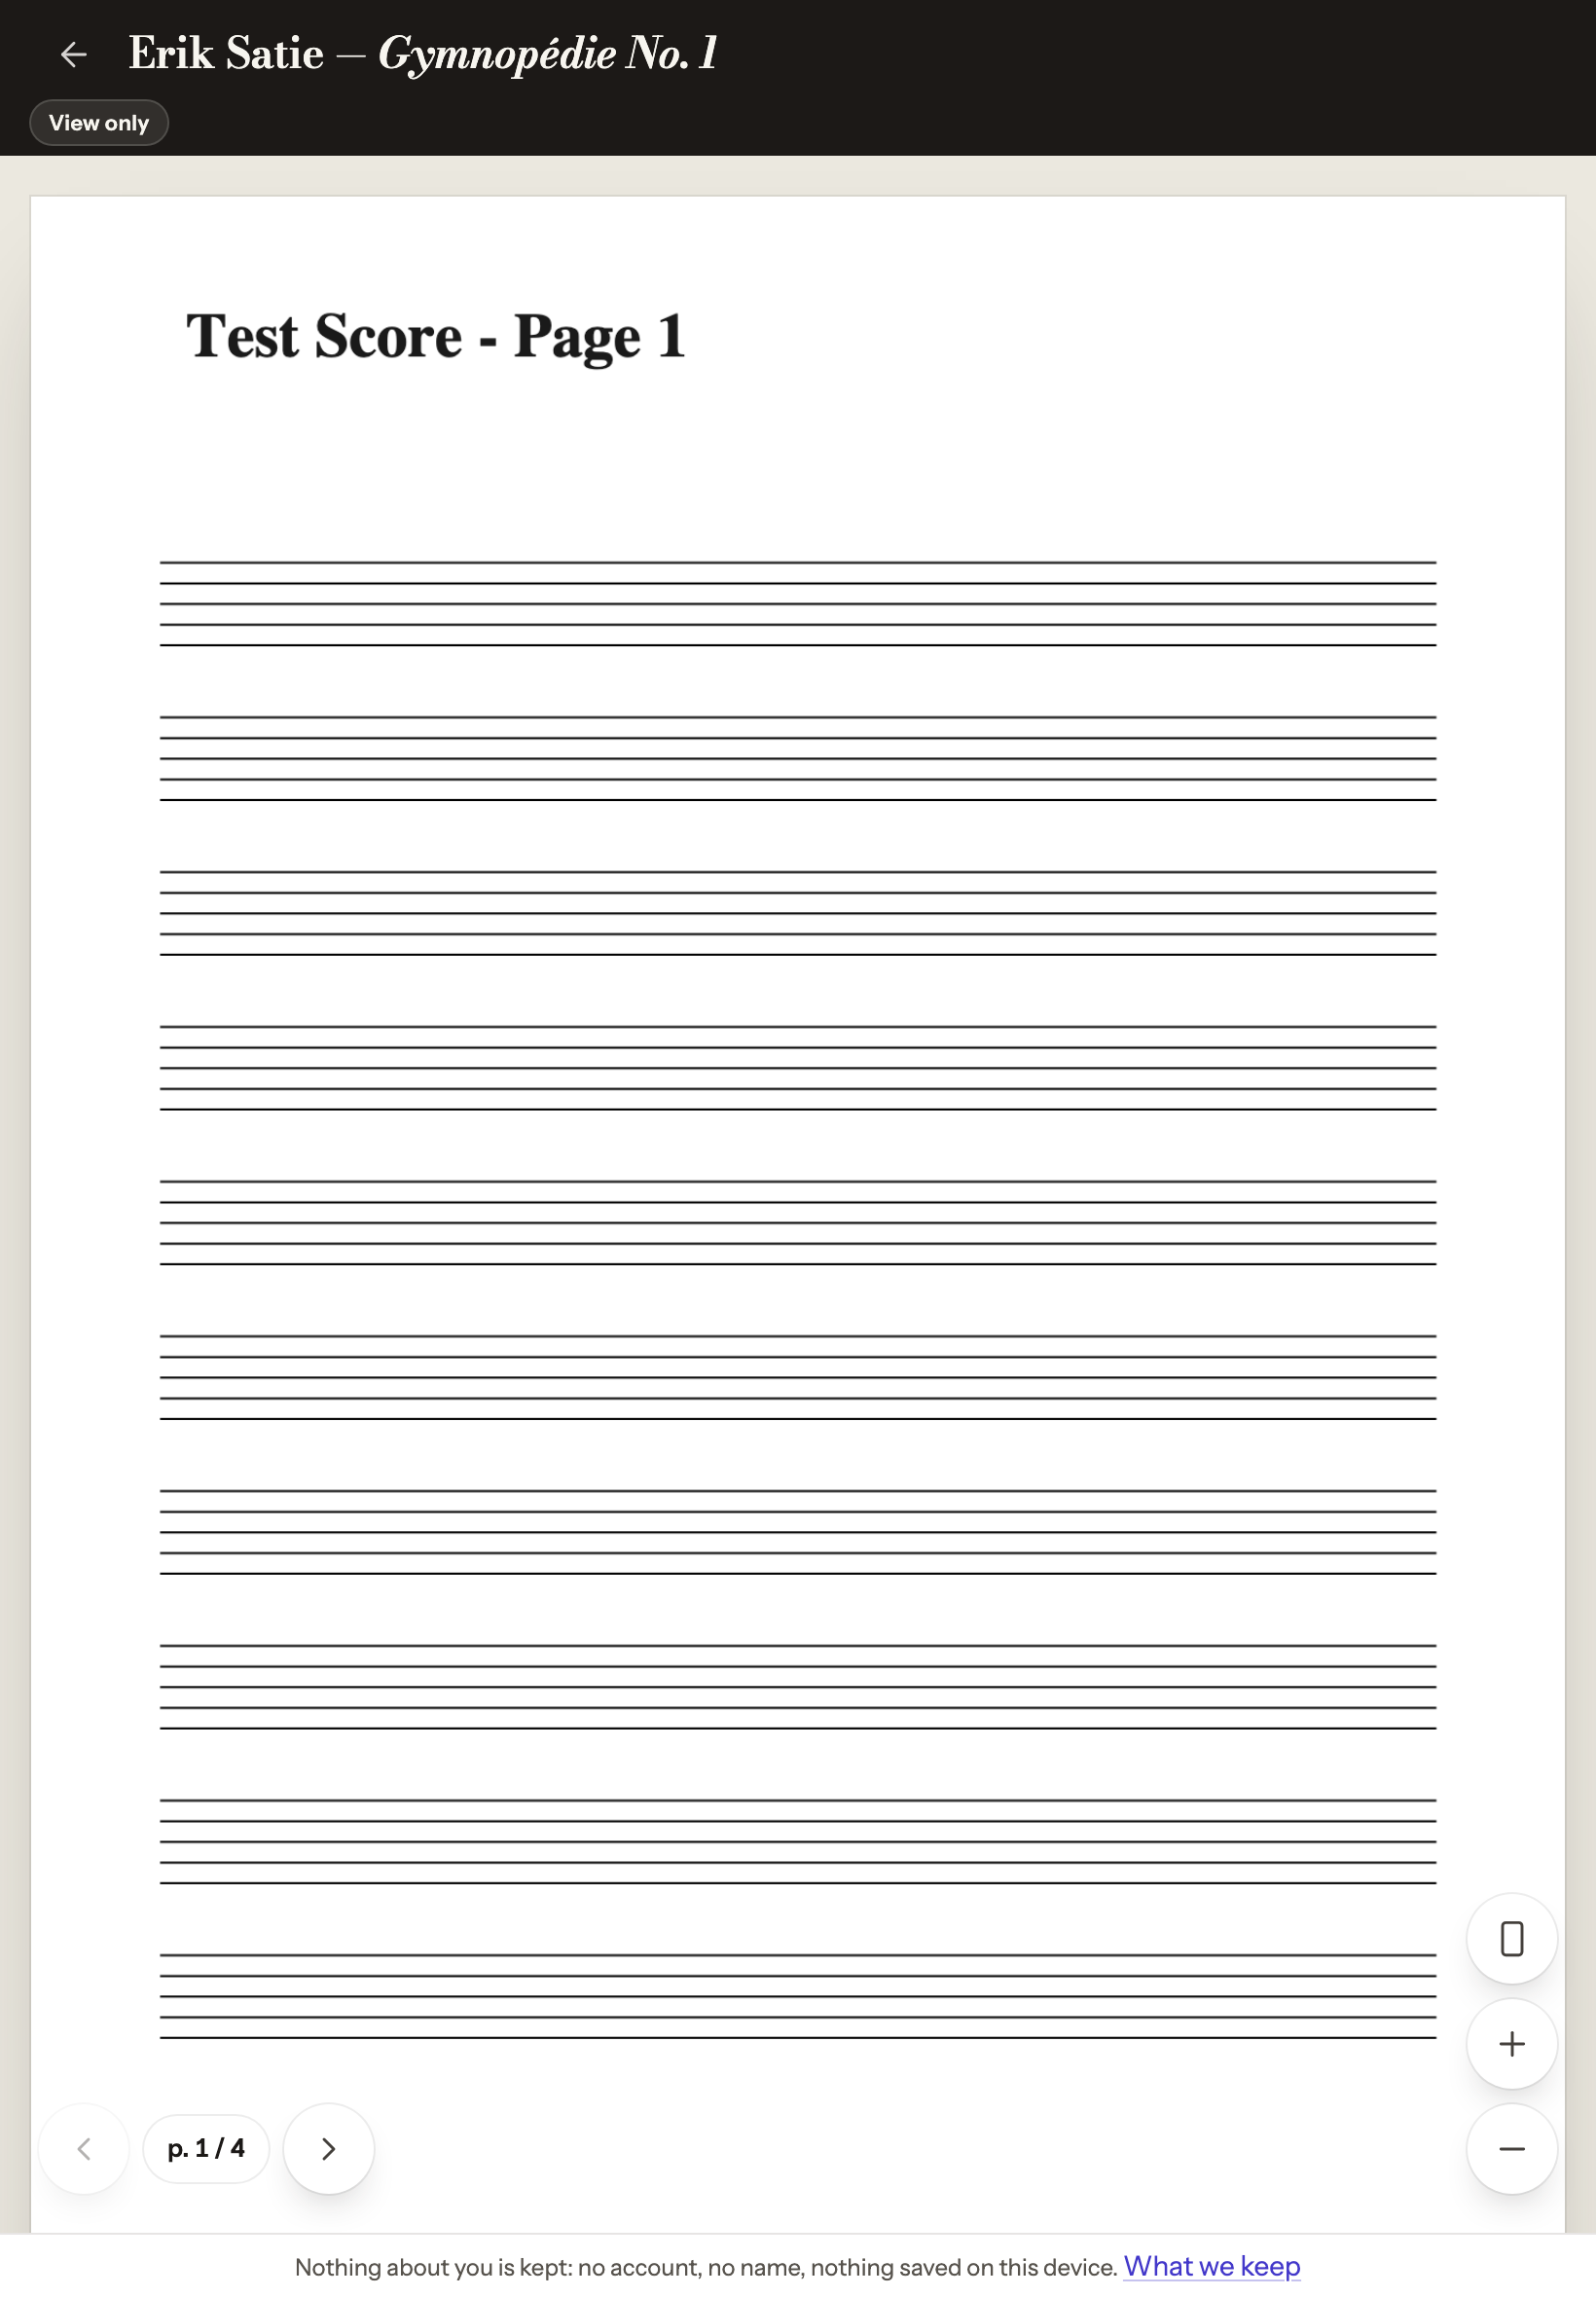 Erik Satie — Gymnopédie No. 1
View only
Test Score - Page 1
p. 1 / 4
Nothing about you is kept: no account, no name, nothing saved on this device. What we keep